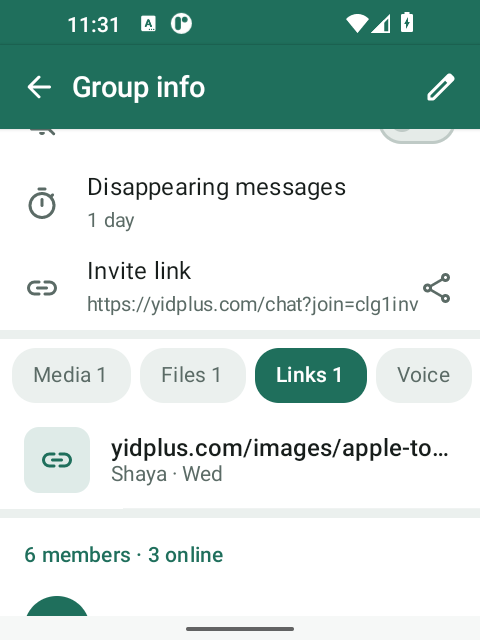 11:31
Group info
Disappearing messages
1 day
Invite link
https://yidplus.com/chat?join=clg1inv
Media 1
Files 1
Links 1
Voice
yidplus.com/images/apple-to…
Shaya · Wed
6 members · 3 online